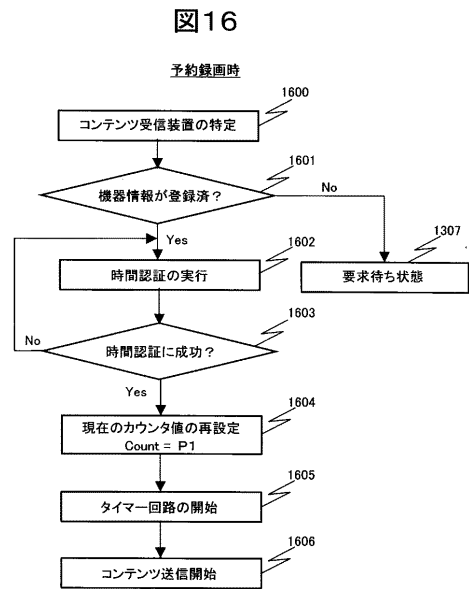 図16
予約録画時
1600
コンテンツ受信装置の特定
1601
機器情報が登録済？
No
Yes
1602
時間認証の実行
1307
要求待ち状態
1603
時間認証に成功？
No
Yes
1604
現在のカウンタ値の再設定
Count = P1
1605
タイマー回路の開始
1606
コンテンツ送信開始